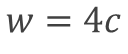 w = 4c